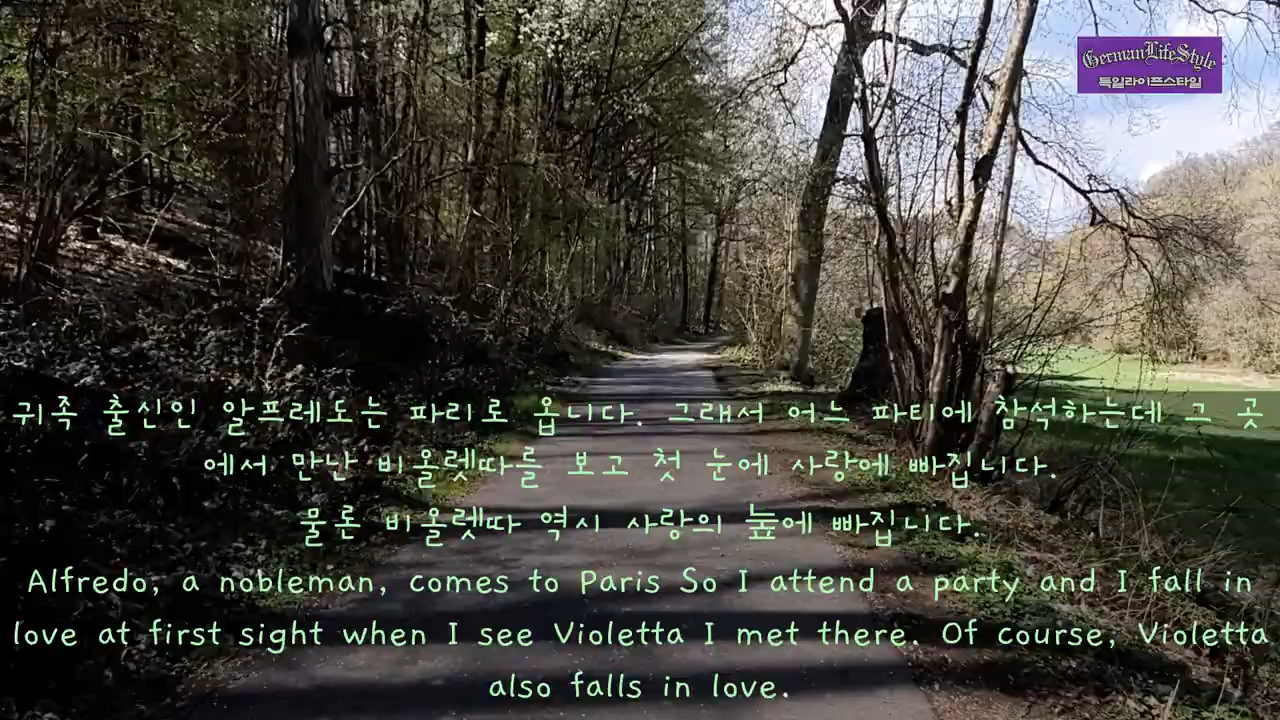 GermanLifeStyle
독일라이프스타일
귀족 출신인 알프레도는 파리로 옵니다. 그래서 어느 파티에 참석하는데 그 곳
에서 만난 비올렛따를 보고 첫 눈에 사랑에 빠집니다.
물론 비올렛따 역시 사랑의 늪에 빠집니다.
Alfredo, a nobleman, comes to Paris So I attend a party and I fall in
love at first sight when I see Violetta I met there. Of course, Violetta
also falls in love.